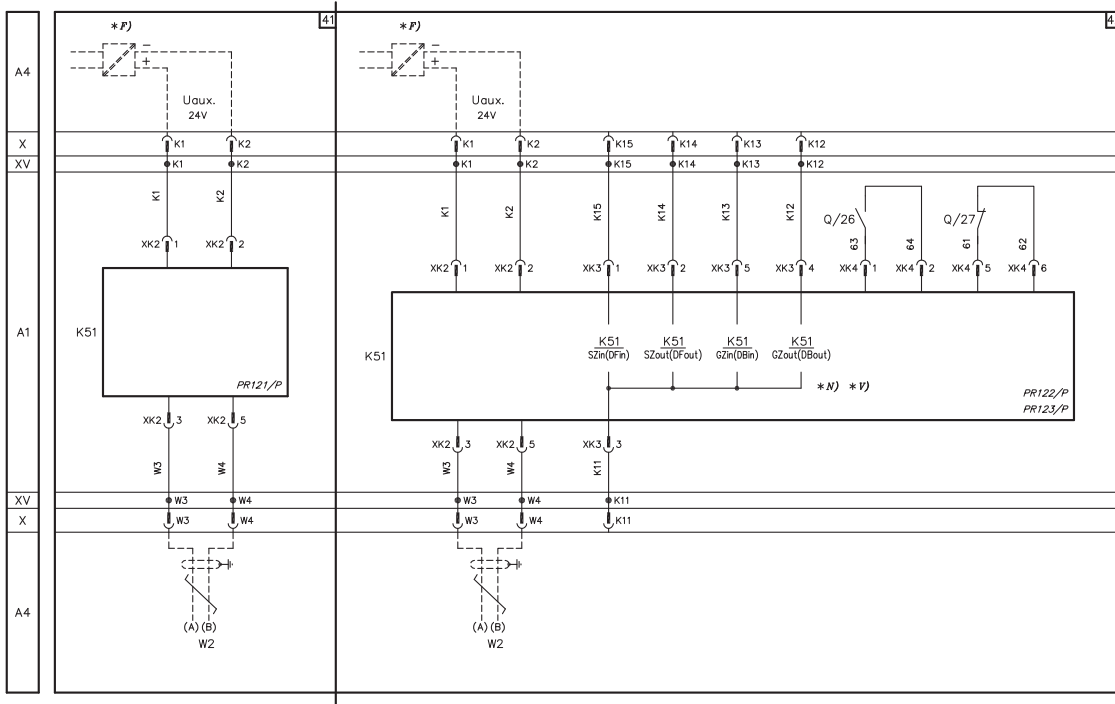 *F)
41
*F)
4
A4
Uaux.
24V
Uaux.
24V
X
K1
K2
K1
K2
K15
K14
K13
K12
XV
K1
K2
K1
K2
K15
K14
K13
K12
K1
K2
K1
K2
K15
K14
K13
K12
Q/26
63
64
Q/27
61
62
XK2 1
XK2 2
XK2 1
XK2 2
XK3 1
XK3 2
XK3 5
XK3 4
XK4 1
XK4 2
XK4 5
XK4 6
A1
K51
K51
K51
SZin(DFin)
K51
SZout(DFout)
K51
GZin(DBin)
K51
GZout(DBout)
PR121/P
*N) *V)
PR122/P
PR123/P
XK2 3
XK2 5
XK2 3
XK2 5
XK3 3
W3
W4
W3
W4
K11
XV
W3
W4
W3
W4
K11
X
W3
W4
W3
W4
K11
A4
(A) (B)
W2
(A) (B)
W2